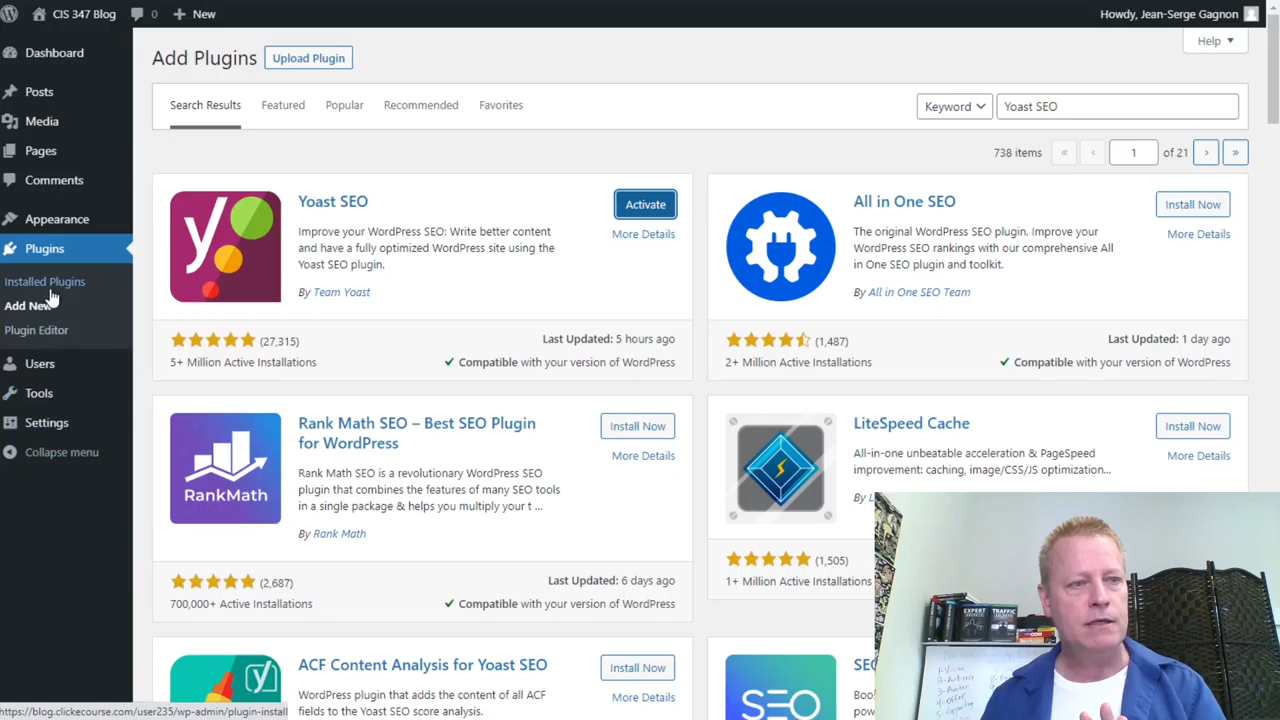 CIS 347 Blog
0
New
Howdy, Jean-Serge Gagnon
Dashboard
Posts
Media
Pages
Comments
Appearance
Plugins
Installed Plugins
Add New
Plugin Editor
Users
Tools
Settings
Collapse menu
Add Plugins
Upload Plugin
Help
Search Results
Featured
Popular
Recommended
Favorites
Keyword
Yoast SEO
738 items
«
‹
1
of 21
›
»
Yoast SEO
Activate
More Details
Improve your WordPress SEO: Write better content
and have a fully optimized WordPress site using the
Yoast SEO plugin.
By Team Yoast
(27,315)
Last Updated: 5 hours ago
5+ Million Active Installations
Compatible with your version of WordPress
All in One SEO
Install Now
More Details
The original WordPress SEO plugin. Improve your
WordPress SEO rankings with our comprehensive All
in One SEO plugin and toolkit.
By All in One SEO Team
(1,487)
Last Updated: 1 day ago
2+ Million Active Installations
Compatible with your version of WordPress
RankMath
Rank Math SEO – Best SEO Plugin
for WordPress
Install Now
More Details
Rank Math SEO is a revolutionary WordPress SEO
plugin that combines the features of many SEO tools
in a single package & helps you multiply your t ...
By Rank Math
(2,687)
Last Updated: 6 days ago
700,000+ Active Installations
Compatible with your version of WordPress
LiteSpeed Cache
Install Now
More Details
All-in-one unbeatable acceleration & PageSpeed
improvement: caching, image/CSS/JS optimization...
By
(1,505)
1+ Million Active Installations
EXPERT
SECRETS
TRAFFIC
SECRETS
ACF Content Analysis for Yoast SEO
Install Now
More Details
WordPress plugin that adds the content of all ACF
fields to the Yoast SEO score analysis.
SEO
https://blog.clickecourse.com/user235/wp-admin/plugin-install